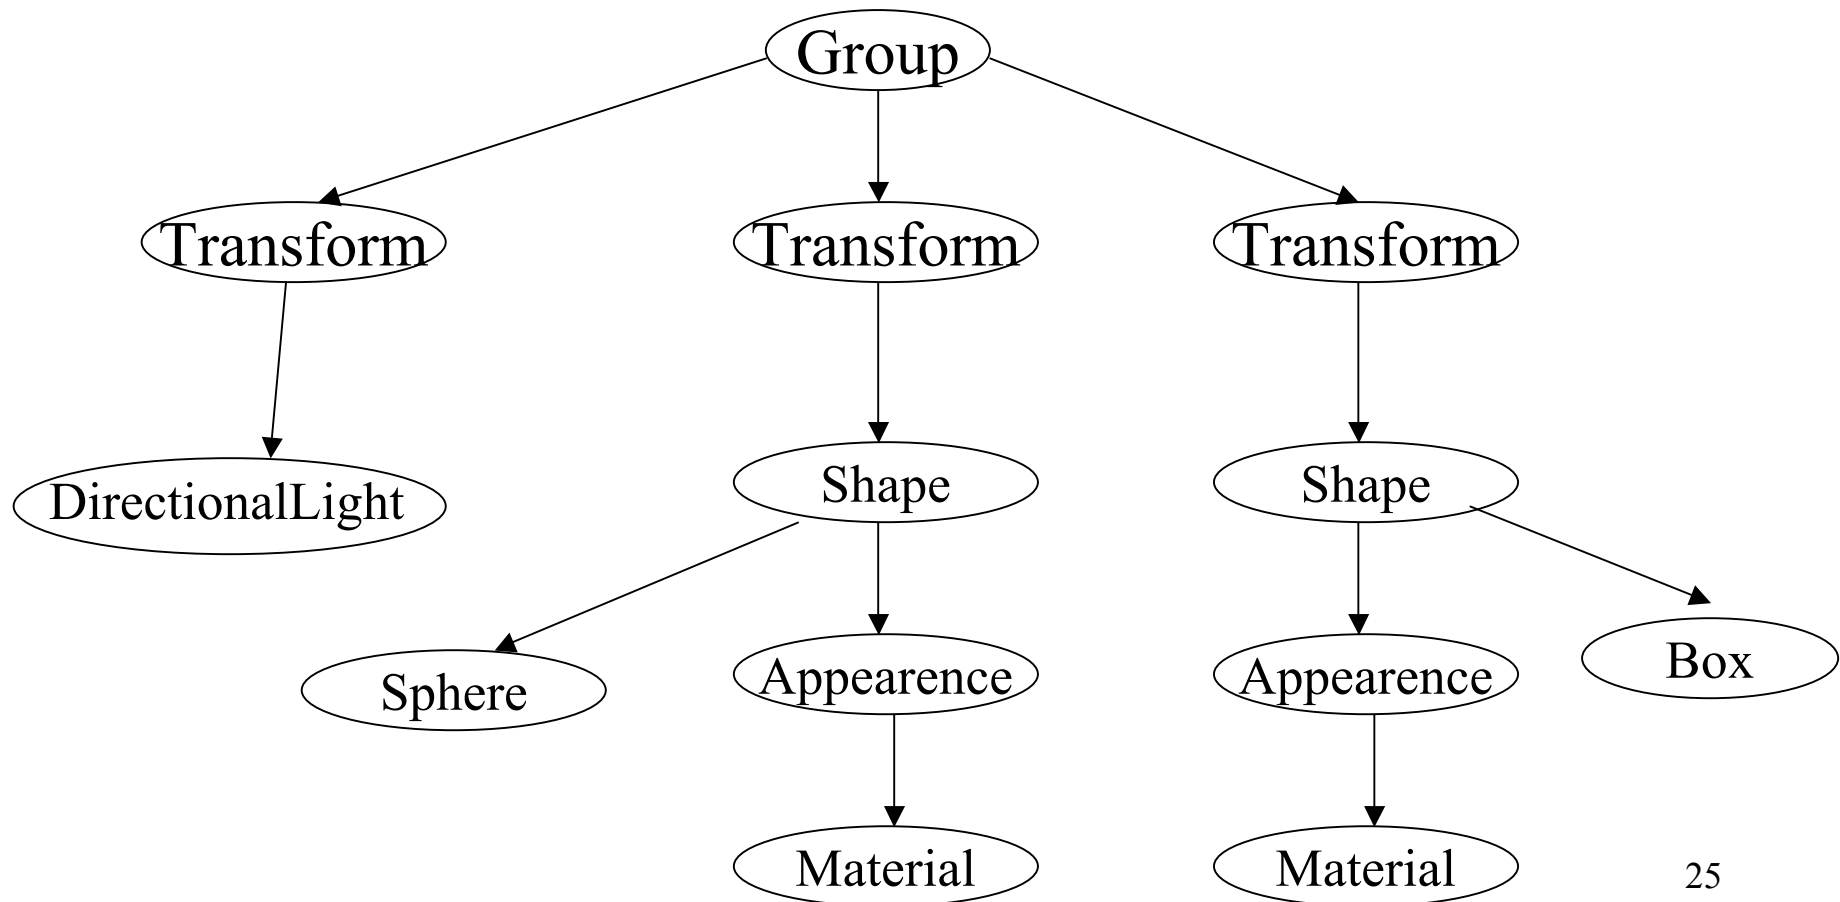 Group
Transform
Transform
Transform
DirectionalLight
Shape
Shape
Sphere
Appearence
Appearence
Box
Material
Material
25